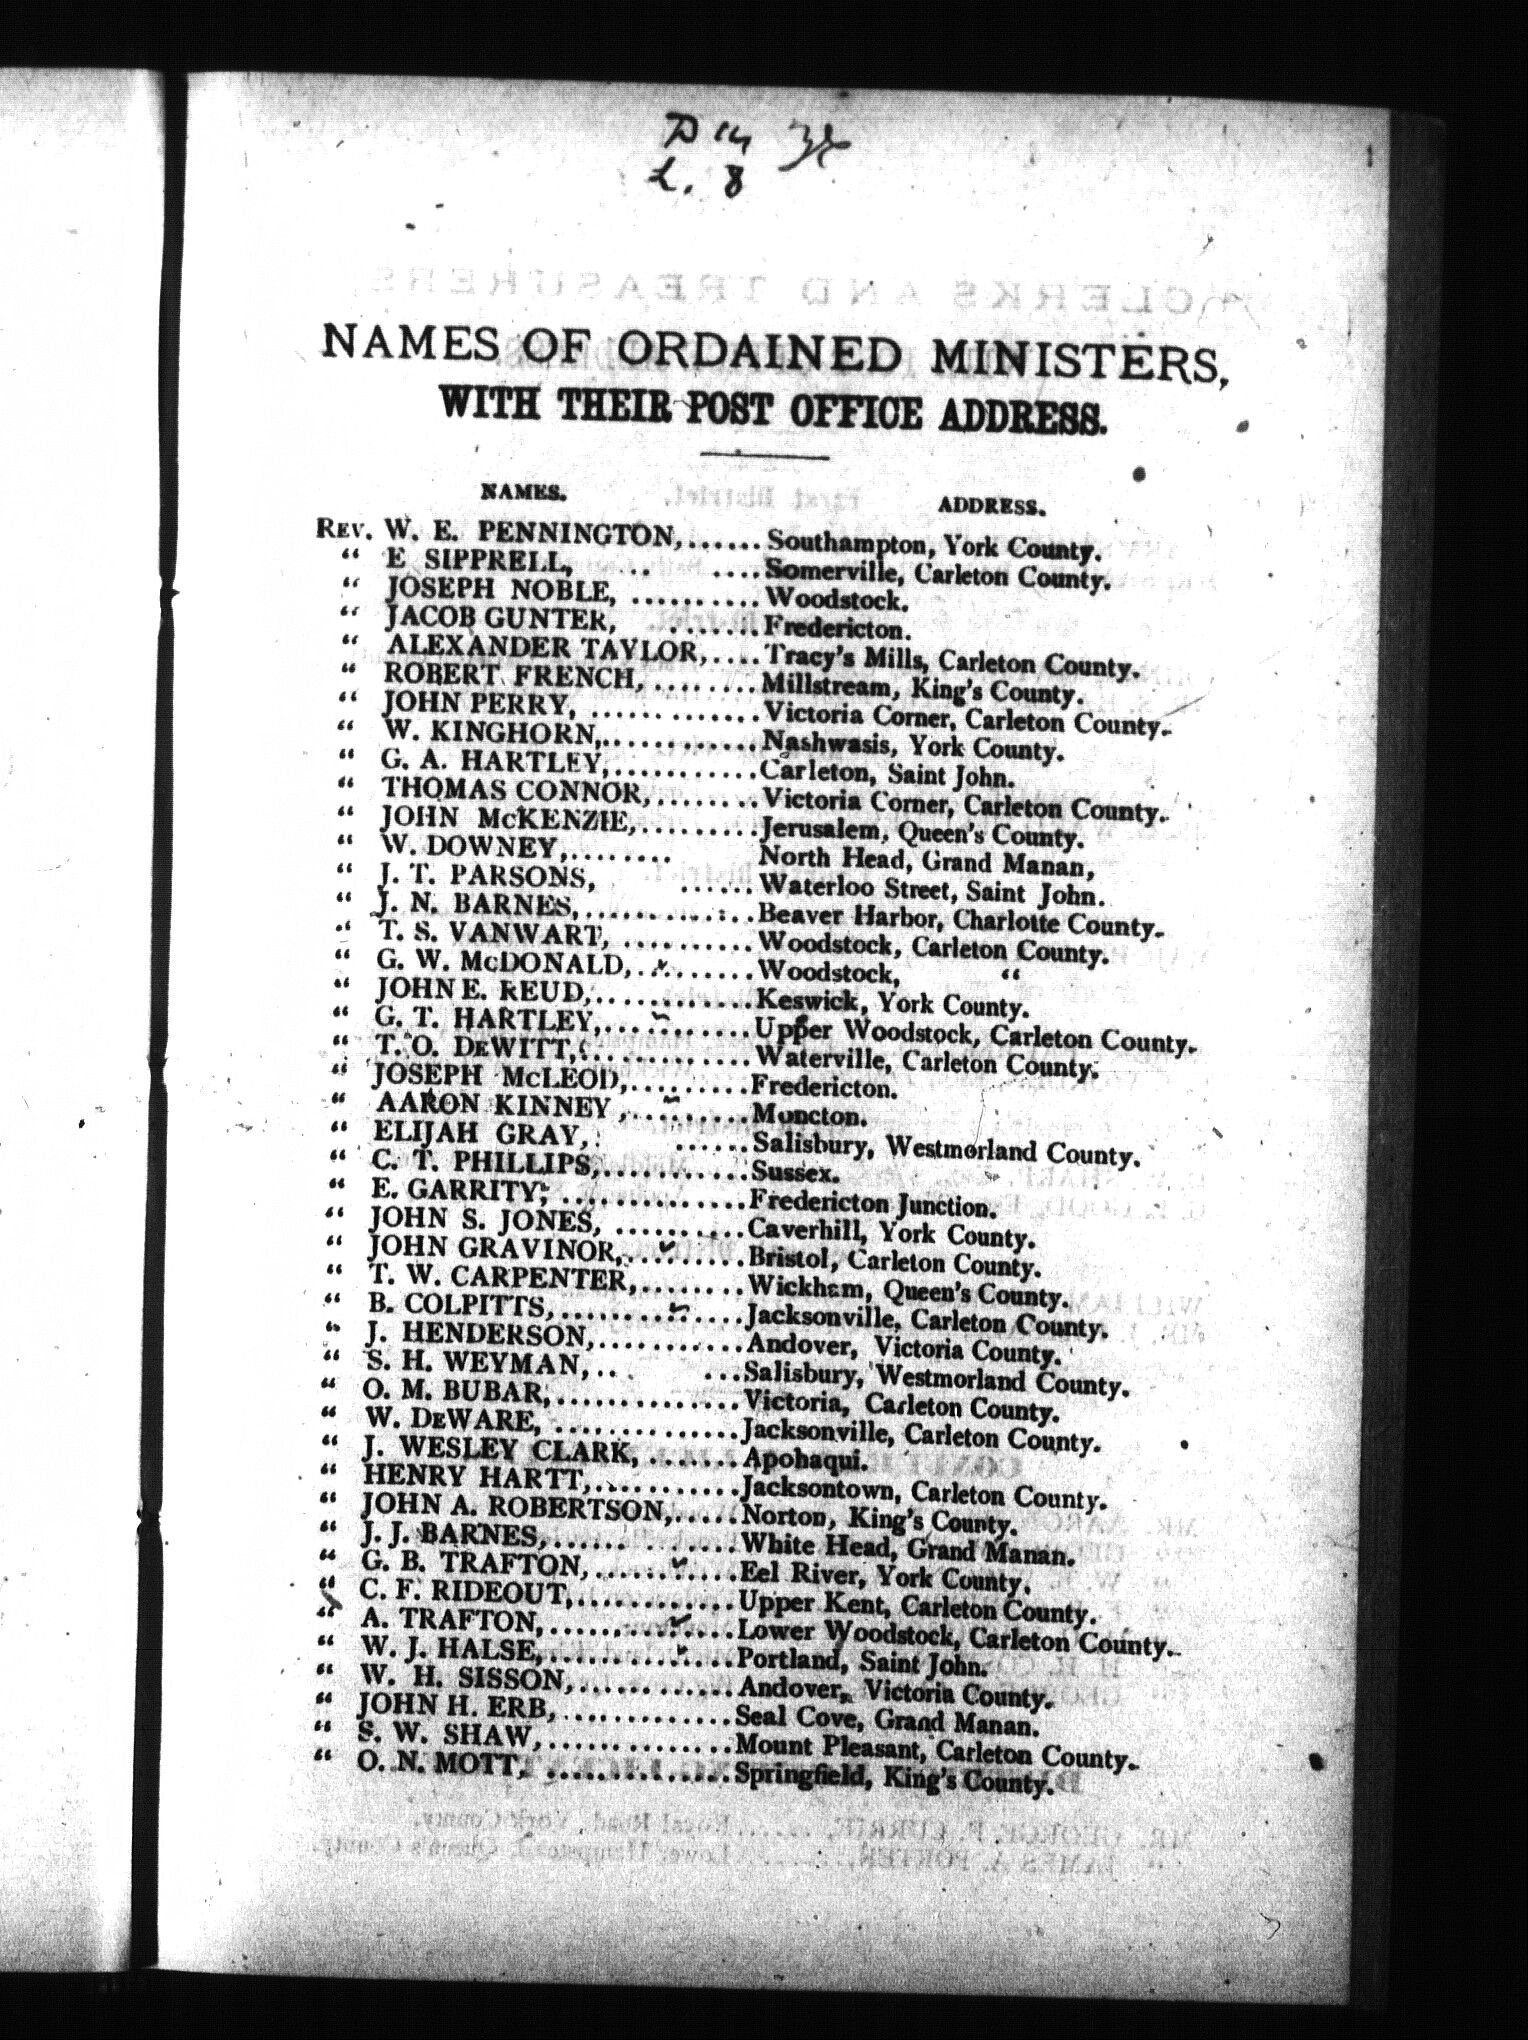 NAMES OF ORDAINED MINISTERS,
WITH THEIR POST OFFICE ADDRESS.
NAMES. ADDRESS.
REV. W. E. PENNINGTON,...... Southampton, York County.
“ E SIPPRELL, ... .... Somerville, Carleton County.
“ JOSEPH NOBLE, .......... Woodstock.
“ JACOB GUNTER, ....... Fredericton.
“ ALEXANDER TAYLOR,.... Tracy's Mills, Carleton County.
“ ROBERT FRENCH, ........ Millstream, King's County.
“ JOHN PERRY, ............. Victoria Corner, Carleton County.
“ W. KINGHORN,............ Nashwasis, York County.
“ G. A. HARTLEY,........... Carleton, Saint John.
“ THOMAS CONNOR,........ Victoria Corner, Carleton County.
“ JOHN McKENZIE,......... Jerusalem, Queen's County.
“ W. DOWNEY,........ North Head, Grand Manan,
“ J. T. PARSONS, ...... Waterloo Street, Saint John.
“ J. N. BARNES,............. Beaver Harbor, Charlotte County.
“ T. S. VANWART, .......... Woodstock, Carleton County.
“ G. W. McDONALD,......... Woodstock, “
“ JOHN E. REUD,............ Keswick, York County.
“ G. T. HARTLEY,........... Upper Woodstock, Carleton County.
“ T. O. DEWITT,............. Waterville, Carleton County.
“ JOSEPH McLEOD,......... Fredericton.
“ AARON KINNEY,......... Moncton.
“ ELIJAH GRAY, ...... Salisbury, Westmorland County.
“ C. T. PHILLIPS,........... Sussex.
“ E. GARRITY, .............. Fredericton Junction.
“ JOHN S. JONES, .......... Caverhill, York County.
“ JOHN GRAVINOR,......... Bristol, Carleton County.
“ T. W. CARPENTER,........ Wickham, Queen's County.
“ B. COLPITTS,.............. Jacksonville, Carleton County.
“ J. HENDERSON,........... Andover, Victoria County.
“ S. H. WEYMAN,... ... Salisbury, Westmorland County.
“ O. M. BUBAR,.............. Victoria, Carleton County.
“ W. DEWARE, .............. Jacksonville, Carleton County.
“ J. WESLEY CLARK, ....... Apohaqui.
“ HENRY HARTT,........... Jacksontown, Carleton County.
“ JOHN A. ROBERTSON,..... Norton, King's County.
“ J. J. BARNES,.............. White Head, Grand Manan.
“ G. B. TRAFTON,........... Eel River, York County.
“ C. F. RIDEOUT,............ Upper Kent, Carleton County.
“ A. TRAFTON,.............. Lower Woodstock, Carleton County.
“ W. J. HALSE,.............. Portland, Saint John.
“ W. H. SISSON,............ Andover, Victoria County.
“ JOHN H. ERB,............. Seal Cove, Grand Manan.
“ S. W. SHAW,.............. Mount Pleasant, Carleton County.
“ O. N. MOTT, .............. Springfield, King's County.